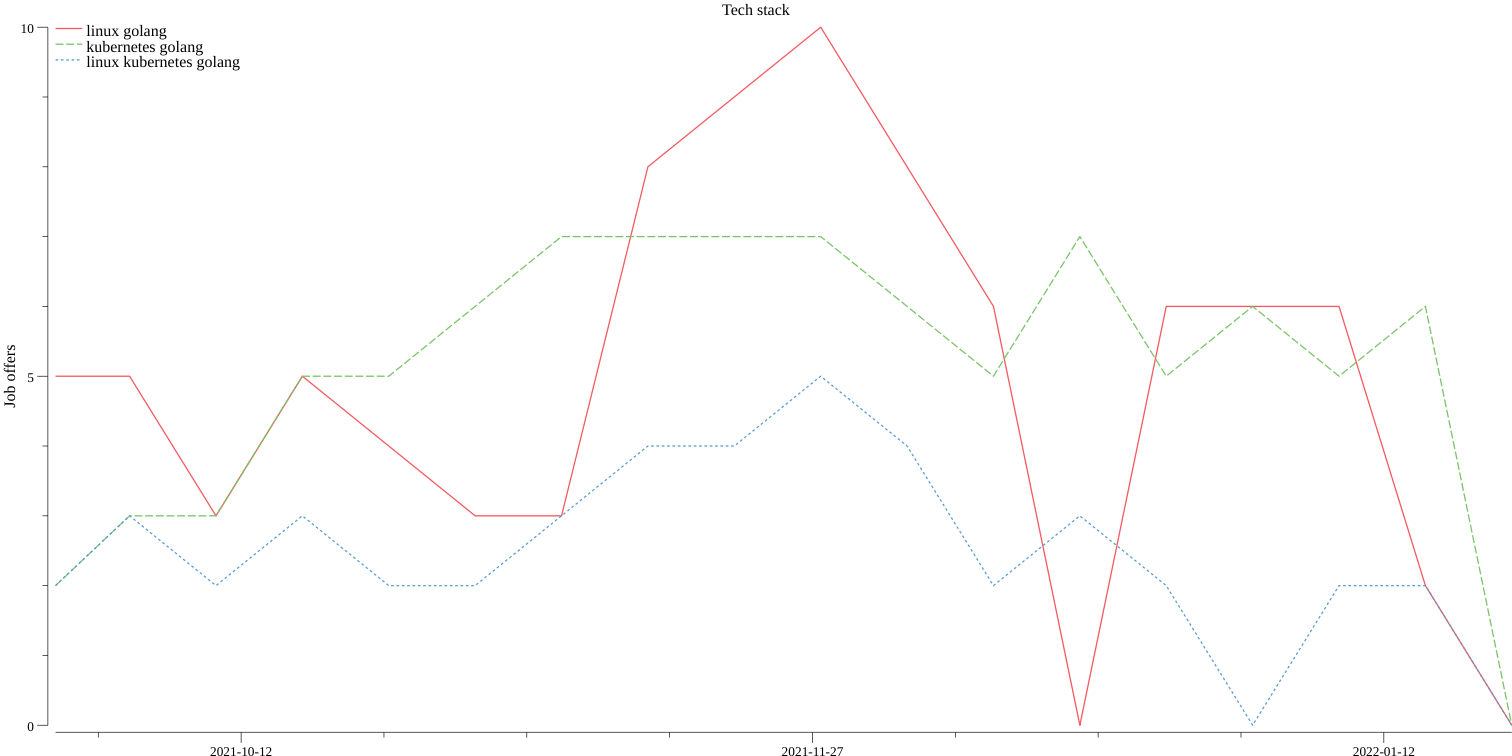 Tech stack
linux golang
kubernetes golang
linux kubernetes golang
Job offers
10
5
0
2021-10-12
2021-11-27
2022-01-12